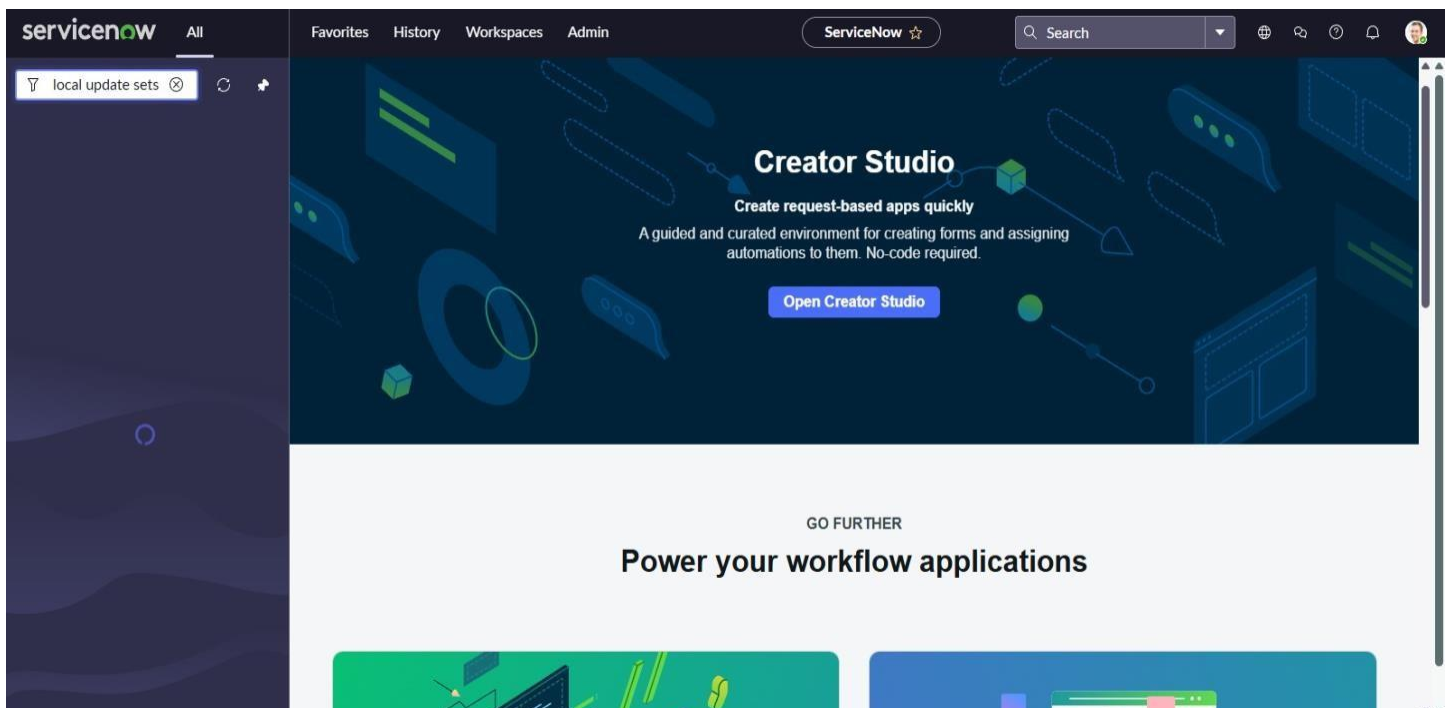 servicenow All Favorites History Workspaces Admin ServiceNow Search
local update sets
Creator Studio
Create request-based apps quickly
A guided and curated environment for creating forms and assigning
automations to them. No-code required.
Open Creator Studio
GO FURTHER
Power your workflow applications